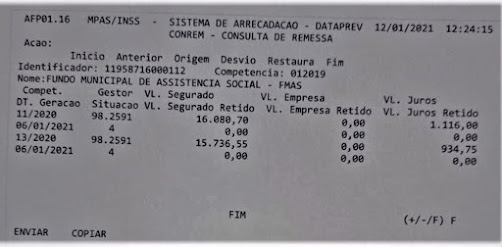 AFP01.16 MPAS/INSS - SISTEMA DE ARRECADACAO - DATAPREV 12/01/2021 12:24:15
CONREM - CONSULTA DE REMESSA
Acao:
Inicio Anterior Origem Desvio Restaura Fim
Identificador: 11958716000112 Competencia: 012019
Nome:FUNDO MUNICIPAL DE ASSISTENCIA SOCIAL - FMAS
Compet. Gestor VL. Segurado VL. Empresa VL. Juros
DT. Geracao Situacao VL. Segurado Retido VL. Empresa Retido VL. Juros Retido
11/2020 98.2591 16.080,70 0,00 1.116,00
06/01/2021 4 0,00 0,00 0,00
13/2020 98.2591 15.736,55 0,00 934,75
06/01/2021 4 0,00 0,00 0,00
FIM
(+/-/F) F
ENVIAR COPIAR